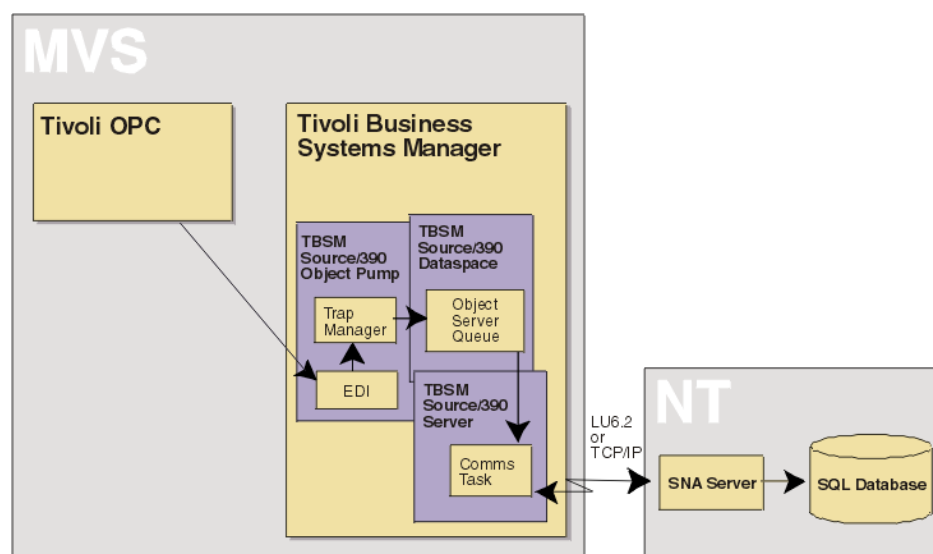 MVS
Tivoli OPC
Tivoli Business
Systems Manager
TBSM
Source/390
Object Pump
TBSM
Source/390
Dataspace
Trap
Manager
Object
Server
Queue
EDI
TBSM
Source/390
Server
Comms
Task
LU6.2
or
TCP/IP
NT
SNA Server
SQL Database